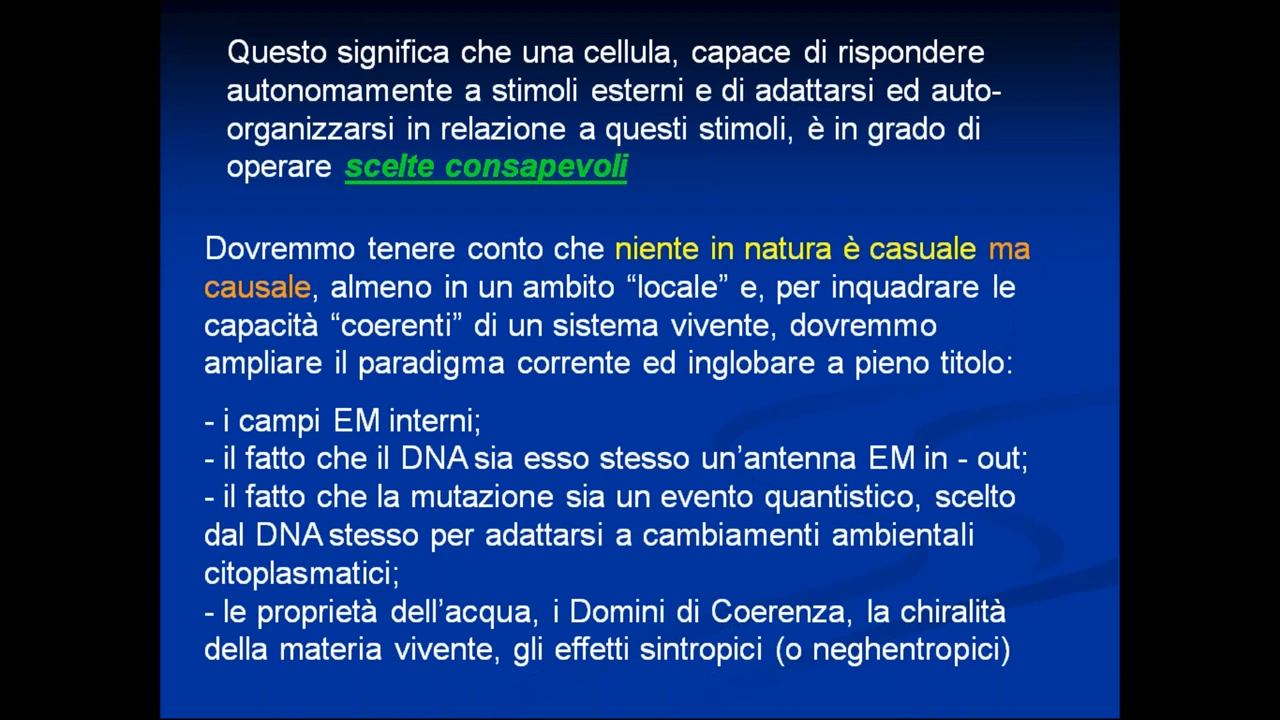 Questo significa che una cellula, capace di rispondere
autonomamente a stimoli esterni e di adattarsi ed auto-
organizzarsi in relazione a questi stimoli, è in grado di
operare scelte consapevoli
Dovremmo tenere conto che niente in natura è casuale ma
causale, almeno in un ambito “locale” e, per inquadrare le
capacità “coerenti” di un sistema vivente, dovremmo
ampliare il paradigma corrente ed inglobare a pieno titolo:
- i campi EM interni;
- il fatto che il DNA sia esso stesso un’antenna EM in - out;
- il fatto che la mutazione sia un evento quantistico, scelto
dal DNA stesso per adattarsi a cambiamenti ambientali
citoplasmatici;
- le proprietà dell’acqua, i Domini di Coerenza, la chiralità
della materia vivente, gli effetti sintropici (o neghentropici)